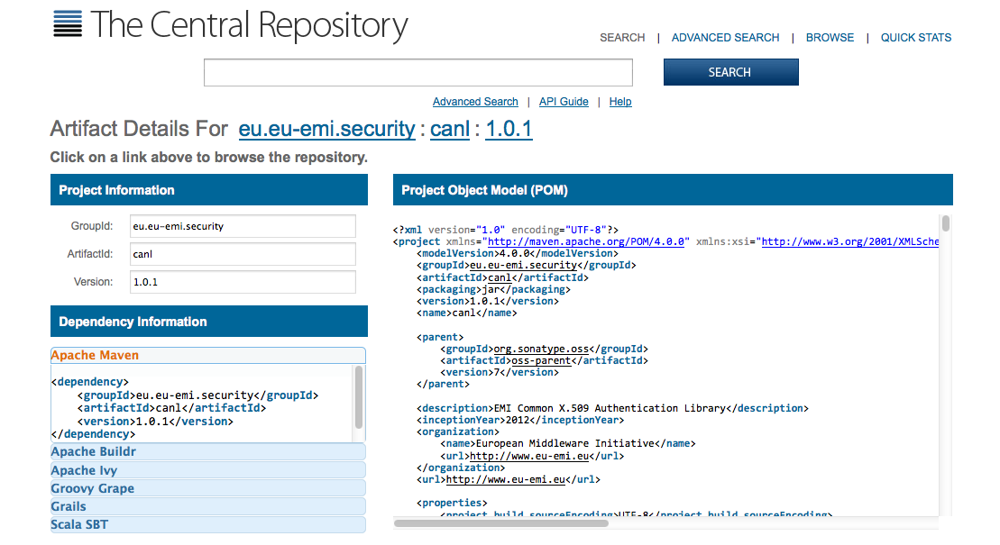 The Central Repository
SEARCH | ADVANCED SEARCH | BROWSE | QUICK STATS
SEARCH
Advanced Search | API Guide | Help
Artifact Details For eu.eu-emi.security : canl : 1.0.1
Click on a link above to browse the repository.
Project Information
GroupId: eu.eu-emi.security
ArtifactId: canl
Version: 1.0.1
Dependency Information
Apache Maven
<dependency>
<groupId>eu.eu-emi.security</groupId>
<artifactId>canl</artifactId>
<version>1.0.1</version>
</dependency>
Apache Buildr
Apache Ivy
Groovy Grape
Grails
Scala SBT
Project Object Model (POM)
<?xml version="1.0" encoding="UTF-8"?>
<project xmlns="http://maven.apache.org/POM/4.0.0" xmlns:xsi="http://www.w3.org/2001/XMLSche
<modelVersion>4.0.0</modelVersion>
<groupId>eu.eu-emi.security</groupId>
<artifactId>canl</artifactId>
<packaging>jar</packaging>
<version>1.0.1</version>
<name>canl</name>
<parent>
<groupId>org.sonatype.oss</groupId>
<artifactId>oss-parent</artifactId>
<version>7</version>
</parent>
<description>EMI Common X.509 Authentication Library</description>
<inceptionYear>2012</inceptionYear>
<organization>
<name>European Middleware Initiative</name>
<url>http://www.eu-emi.eu</url>
</organization>
<url>http://www.eu-emi.eu</url>
<properties>
<project.build.sourceEncoding>UTF-8</project.build.sourceEncoding>